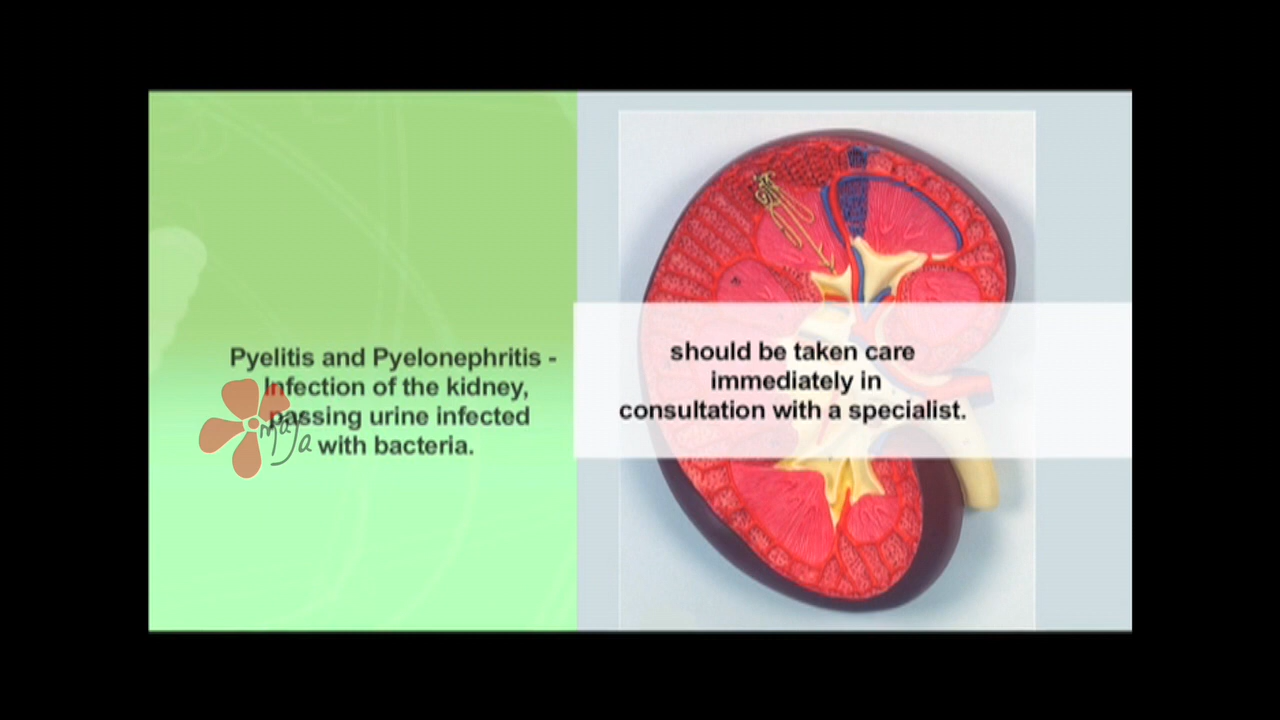 Pyelitis and Pyelonephritis -
Infection of the kidney,
passing urine infected
with bacteria.
maja
should be taken care
immediately in
consultation with a specialist.